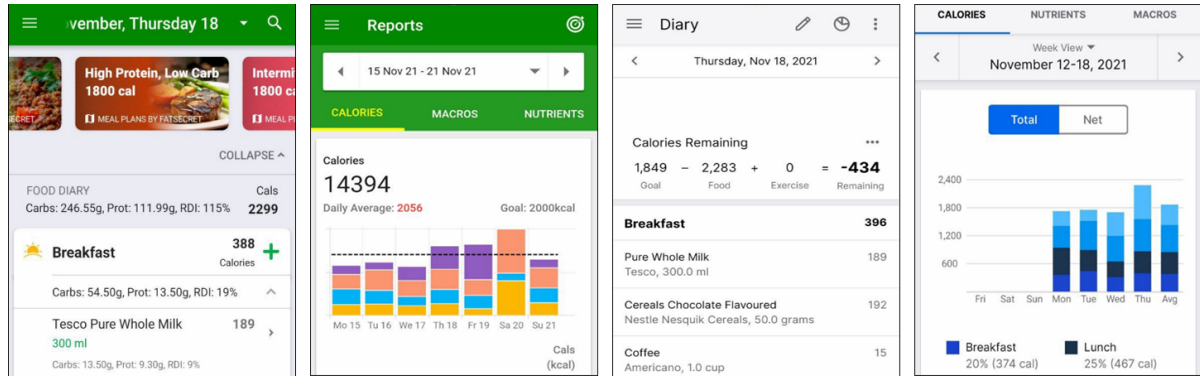 vember, Thursday 18
High Protein, Low Carb
1800 cal
MEAL PLANS BY FATSECRET
Intermi
1800 ca
MEAL PL
ECRET
COLLAPSE
FOOD DIARY
Cals
Carbs: 246.55g, Prot: 111.99g, RDI: 115%
2299
Breakfast
388
Calories
Carbs: 54.50g, Prot: 13.50g, RDI: 19%
Tesco Pure Whole Milk
189
300 ml
Carbs: 13.50g, Prot: 9.30g, RDI: 9%
Reports
15 Nov 21 - 21 Nov 21
CALORIES
MACROS
NUTRIENTS
Calories
14394
Daily Average: 2056
Goal: 2000kcal
Mo 15 Tu 16 We 17 Th 18 Fr 19 Sa 20 Su 21
Cals
(kcal)
Diary
Thursday, Nov 18, 2021
Calories Remaining
1,849 – 2,283 + 0 = -434
Goal Food Exercise Remaining
Breakfast
396
Pure Whole Milk
189
Tesco, 300.0 ml
Cereals Chocolate Flavoured
192
Nestle Nesquik Cereals, 50.0 grams
Coffee
15
Americano, 1.0 cup
CALORIES
NUTRIENTS
MACROS
Week View
November 12-18, 2021
Total
Net
2,400
1,800
1,200
600
Fri Sat Sun Mon Tue Wed Thu Avg
Breakfast
20% (374 cal)
Lunch
25% (467 cal)